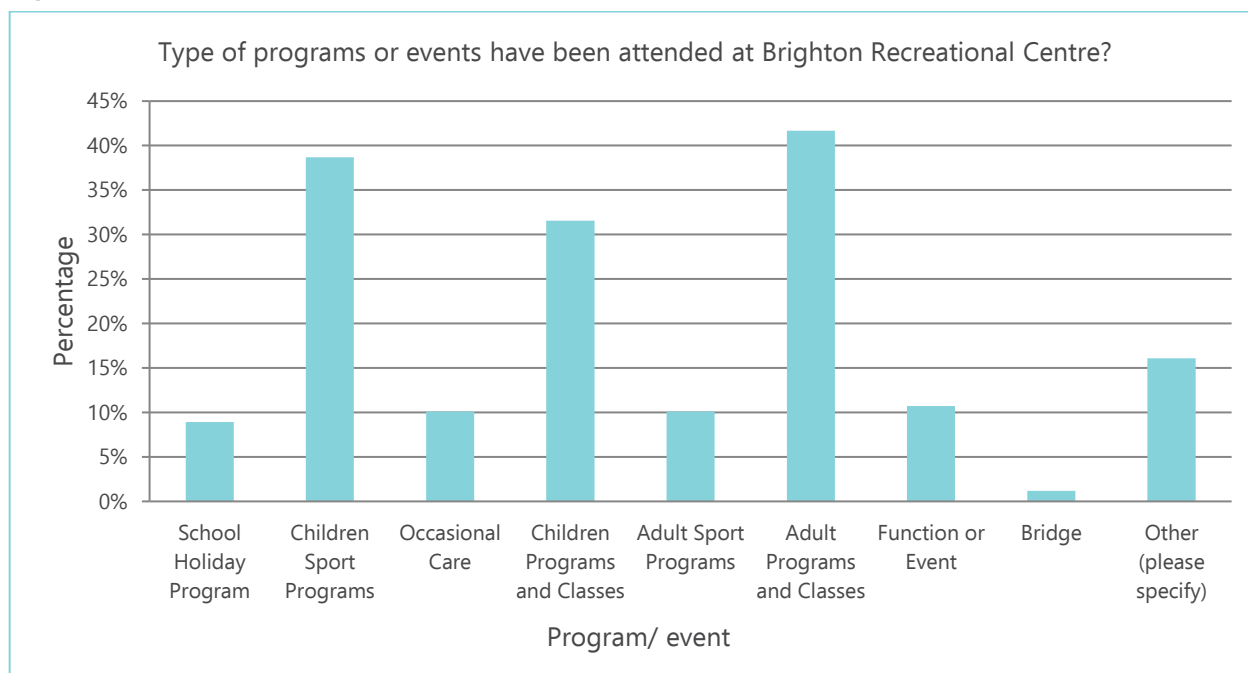 Type of programs or events have been attended at Brighton Recreational Centre?
45%
40%
35%
30%
25%
20%
15%
10%
5%
0%
Percentage
School
Holiday
Program
Children
Sport
Programs
Occasional
Care
Children
Programs
and Classes
Adult Sport
Programs
Adult
Programs
and Classes
Function or
Event
Bridge
Other
(please
specify)
Program/ event